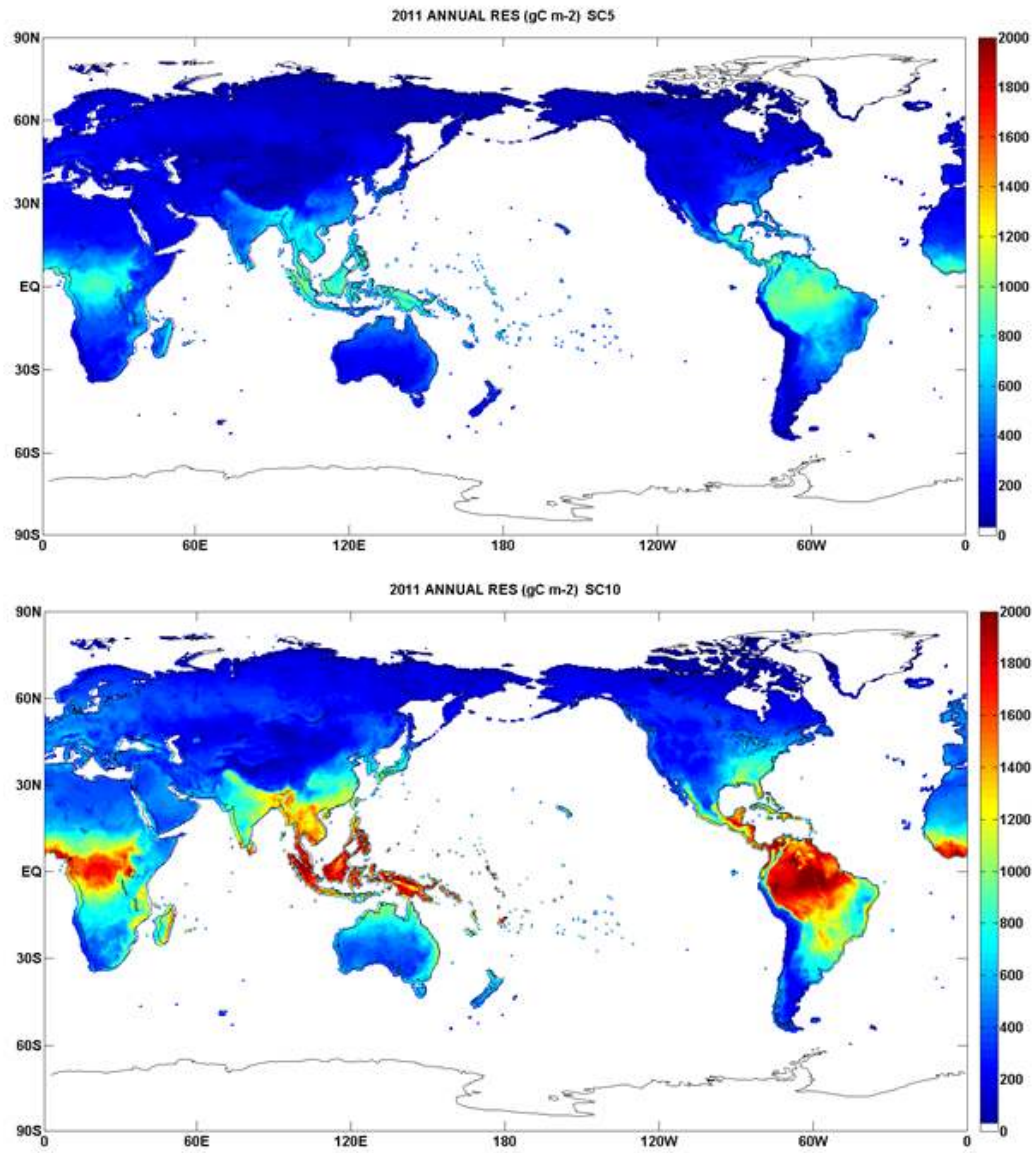 2011 ANNUAL RES (gC m-2) SC5
90N
60N
30N
EQ
30S
60S
90S
0 60E 120E 180 120W 60W 0
2000
1800
1600
1400
1200
1000
800
600
400
200
0
2011 ANNUAL RES (gC m-2) SC10
90N
60N
30N
EQ
30S
60S
90S
0 60E 120E 180 120W 60W 0
2000
1800
1600
1400
1200
1000
800
600
400
200
0